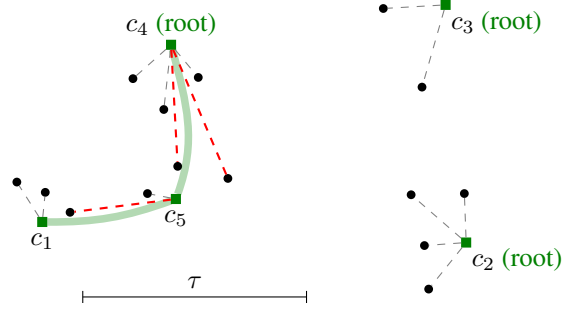 c₄ (root)
c₃ (root)
c₅
c₁
c₂ (root)
τ